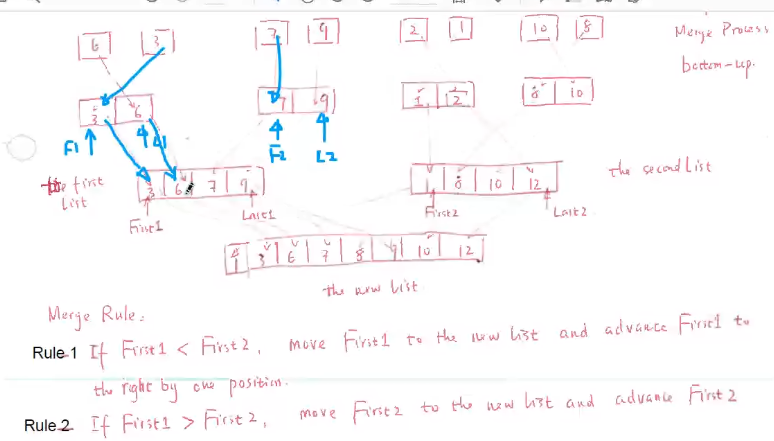 6 3 7 9 2 1 10 8 Merge Process
bottom-up.
3 6 7 9 1 2 8 10
F1 L1 F2 L2
first 3 6 7 9 1 8 10 12 the second List
List First1 Last1 First2 Last2
1 3 6 7 8 9 10 12
the new list
Merge Rule:
Rule 1 If First1 < First2, move First1 to the new list and advance First1 to
the right by one position.
Rule 2 If First1 > First2, move First2 to the new list and advance First2